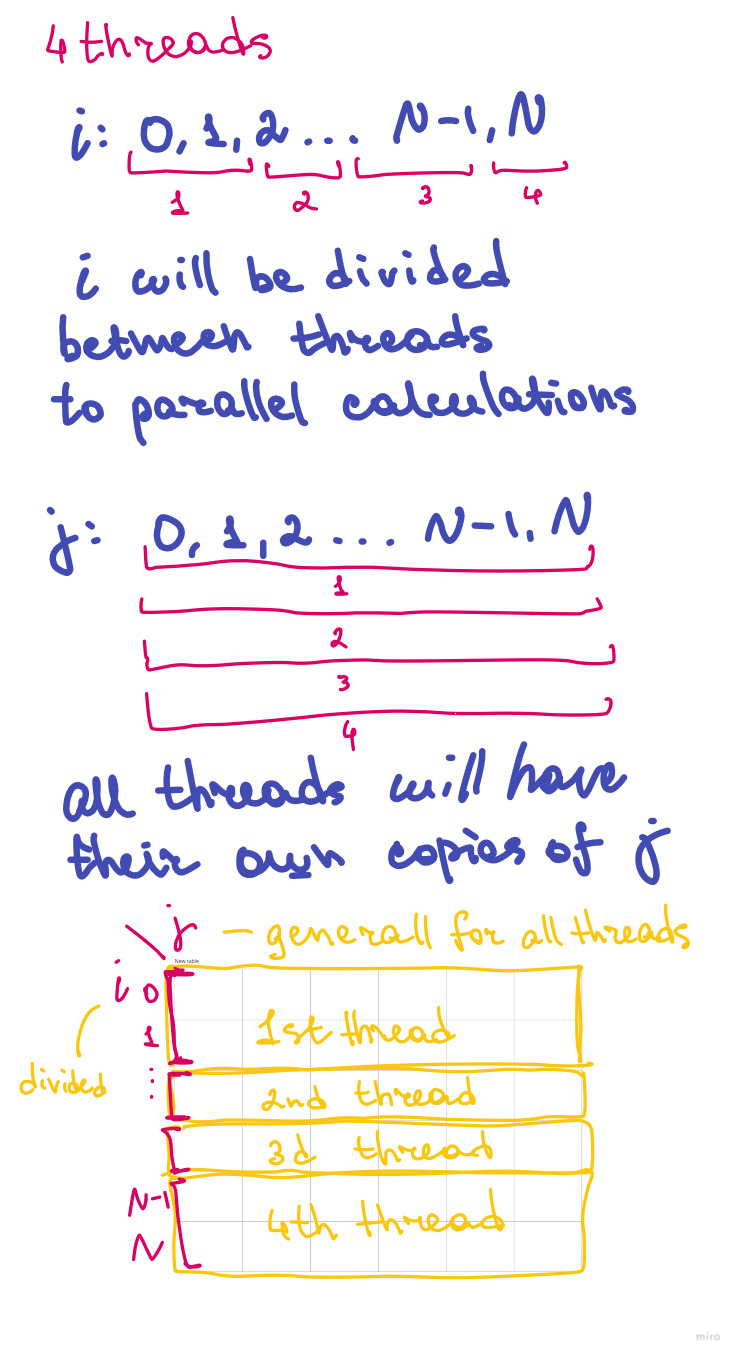 4 threads
i: 0, 1, 2 ... N-1, N
1 2 3 4
i will be divided
between threads
to parallel calculations
j: 0, 1, 2 ... N-1, N
1
2
3
4
all threads will have
their own copies of j
j - generall for all threads
New table
i 0
1
1st thread
divided
⋮
2nd thread
3d thread
N-1
4th thread
N
miro